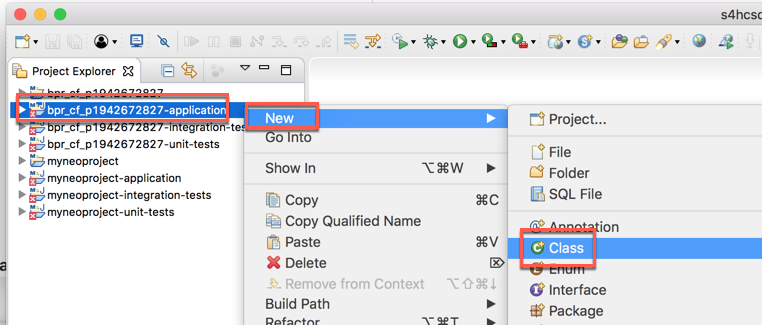 s4hcsd
Project Explorer
bpr_cf_p1942672827
bpr_cf_p1942672827-application
bpr_cf_p1942672827-integration-te
bpr_cf_p1942672827-unit-tests
myneoproject
myneoproject-application
myneoproject-integration-tests
myneoproject-unit-tests
New
Go Into
Show In ⌥⌘W
Copy ⌘C
Copy Qualified Name
Paste ⌘V
Delete ⌦
Remove from Context ⌥⇧⌘↓
Build Path
Refactor ⌥⌘T
Project...
File
Folder
SQL File
Annotation
Class
Enum
Interface
Package